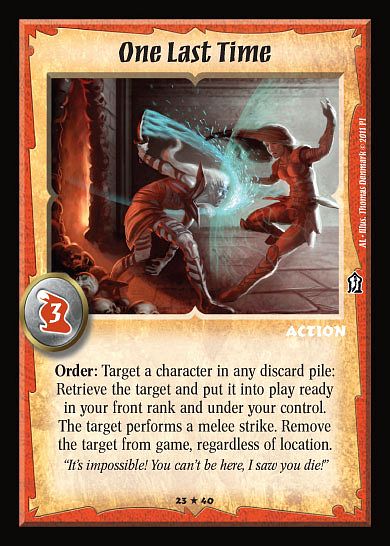 One Last Time
AL • Illus. Thomas Denmark © 2011 PI
3
ACTION
Order: Target a character in any discard pile:
Retrieve the target and put it into play ready
in your front rank and under your control.
The target performs a melee strike. Remove
the target from game, regardless of location.
“It’s impossible! You can’t be here, I saw you die!”
23 ★ 40